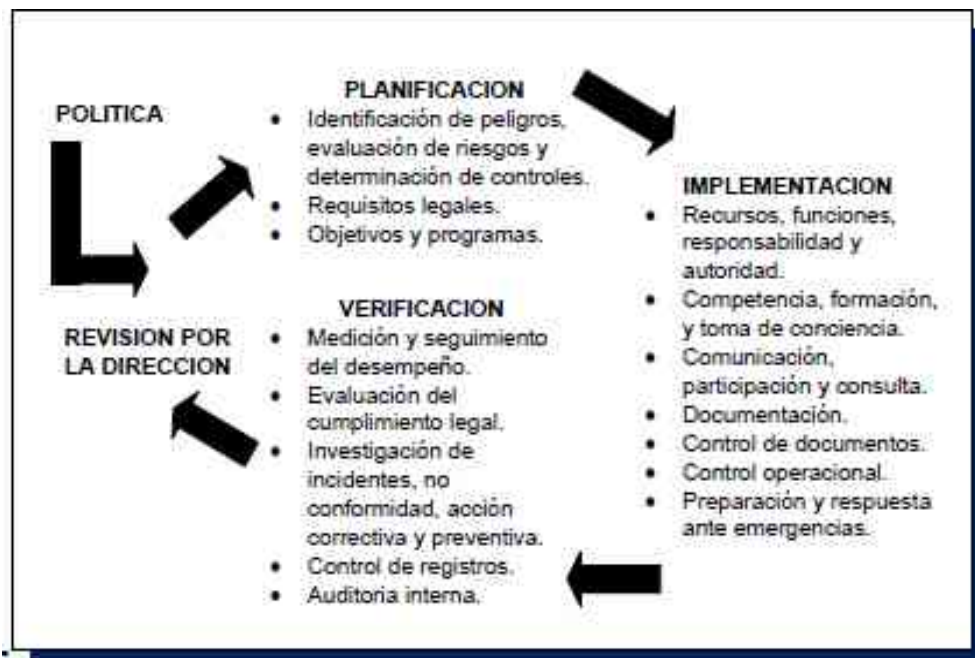 POLITICA
PLANIFICACION
• Identificación de peligros,
evaluación de riesgos y
determinación de controles.
• Requisitos legales.
• Objetivos y programas.
IMPLEMENTACION
• Recursos, funciones,
responsabilidad y
autoridad.
• Competencia, formación,
y toma de conciencia.
• Comunicación,
participación y consulta.
• Documentación.
• Control de documentos.
• Control operacional.
• Preparación y respuesta
ante emergencias.
VERIFICACION
• Medición y seguimiento
del desempeño.
• Evaluación del
cumplimiento legal.
• Investigación de
incidentes, no
conformidad, acción
correctiva y preventiva.
• Control de registros.
• Auditoria interna.
REVISION POR
LA DIRECCION